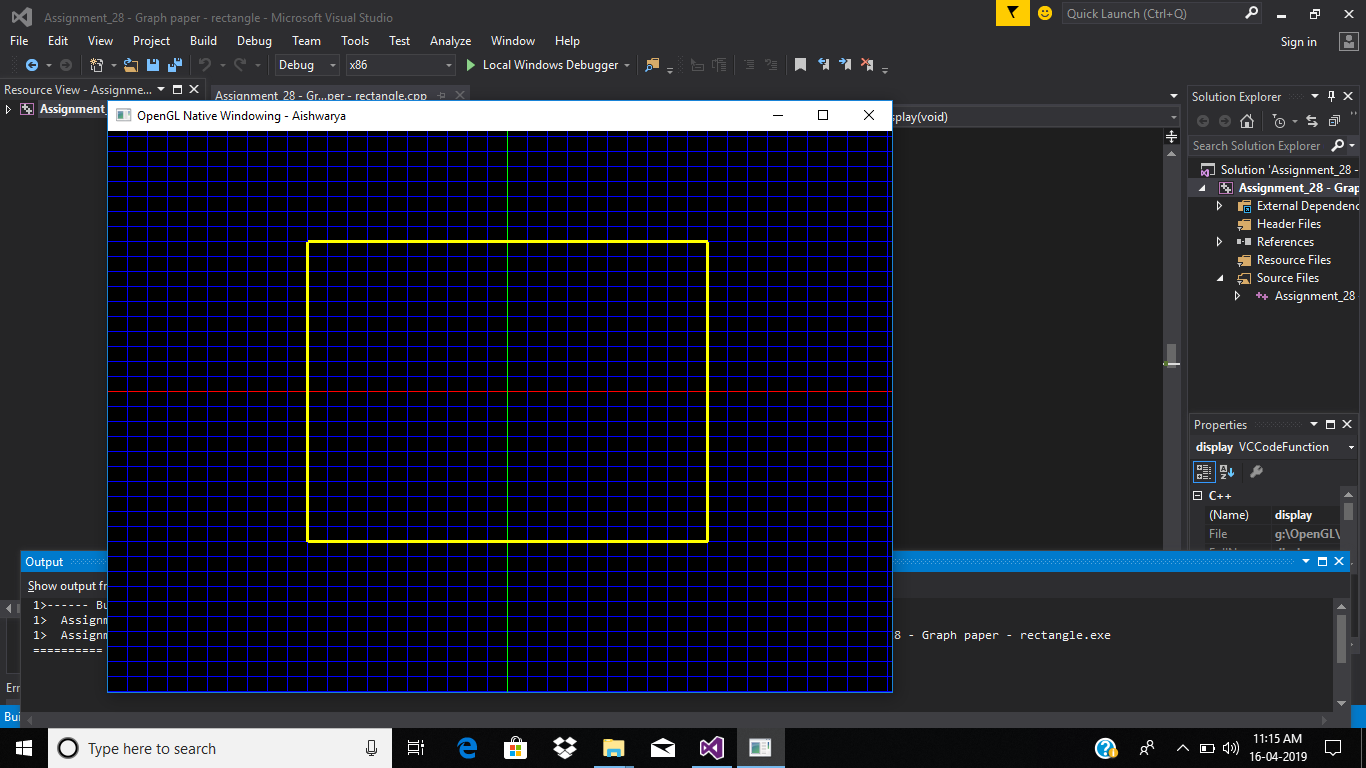 Assignment_28 - Graph paper - rectangle - Microsoft Visual Studio
Quick Launch (Ctrl+Q)
File Edit View Project Build Debug Team Tools Test Analyze Window Help
Sign in
Debug x86 Local Windows Debugger
Resource View - Assignme...
Assignment_28 - Gr...per - rectangle.cpp
Solution Explorer
Assignment_
OpenGL Native Windowing - Aishwarya
splay(void)
Search Solution Explorer
Solution 'Assignment_28 -
Assignment_28 - Grap
External Dependenc
Header Files
References
Resource Files
Source Files
Assignment_28
Properties
display VCCodeFunction
C++
(Name) display
File g:\OpenGL\
Output
Show output fr
1>------ Bu
1> Assignm
1> Assignm 8 - Graph paper - rectangle.exe
==========
Err
Bui
Type here to search
11:15 AM
16-04-2019